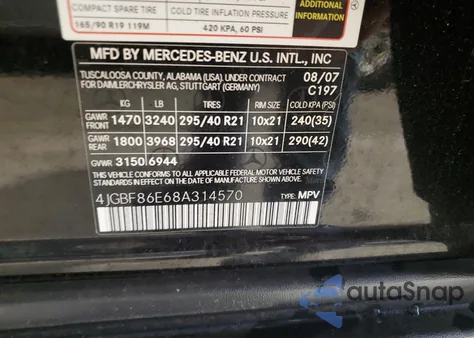 COMPACT SPARE TIRE
COLD TIRE INFLATION PRESSURE
ADDITIONAL
INFORMATION
165/90 R19 119M
420 KPA, 60 PSI
MFD BY MERCEDES-BENZ U.S. INTL., INC
TUSCALOOSA COUNTY, ALABAMA (USA). UNDER CONTRACT
FOR DAIMLERCHRYSLER AG, STUTTGART (GERMANY)
08/07
C197
KG LB TIRES RIM SIZE COLD KPA (PSI)
GAWR FRONT 1470 3240 295/40 R21 10x21 240(35)
GAWR REAR 1800 3968 295/40 R21 10x21 290(42)
GVWR 3150 6944
THIS VEHICLE CONFORMS TO ALL APPLICABLE FEDERAL
MOTOR VEHICLE SAFETY, BUMPER, AND THEFT PREVENTION
STANDARDS IN EFFECT ON THE DATE OF MANUFACTURE SHOWN ABOVE.
4JGBF86E68A314570
TYPE: MPV
autoSnap